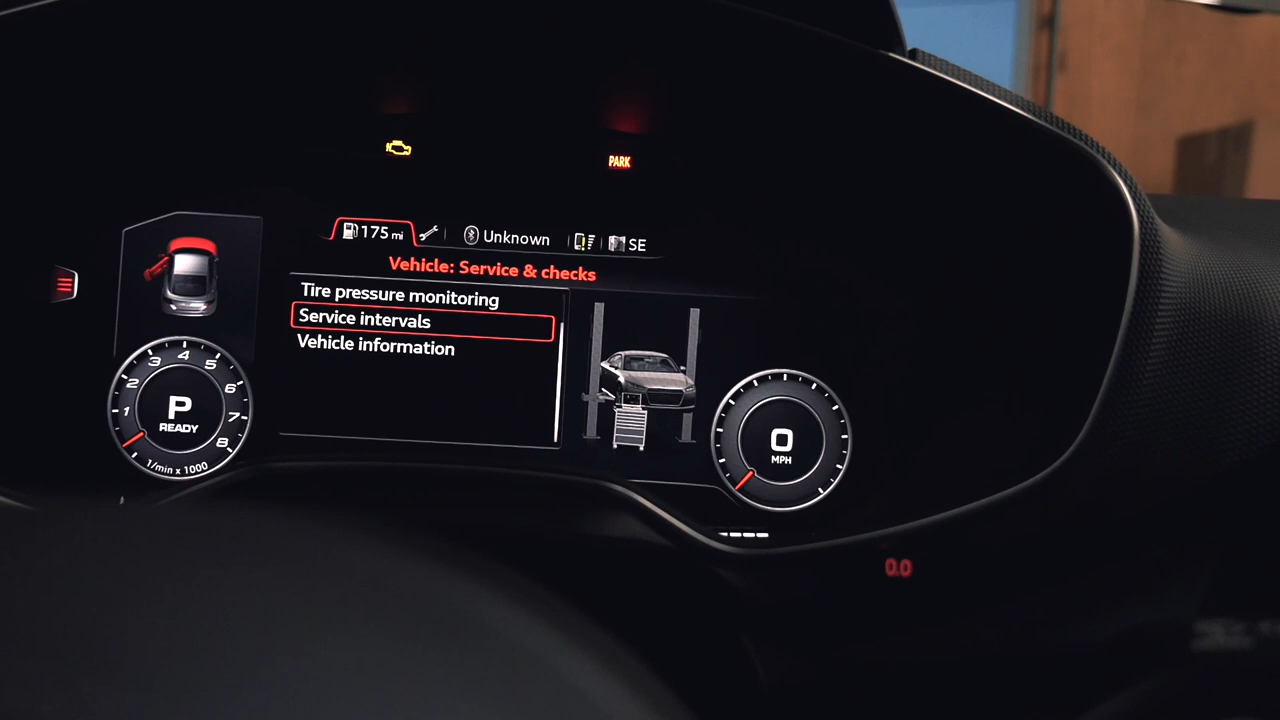 PARK
175 mi
Unknown
SE
Vehicle: Service & checks
Tire pressure monitoring
Service intervals
Vehicle information
1 2 3 4 5 6 7 8
P
READY
1/min x 1000
0
MPH
0.0